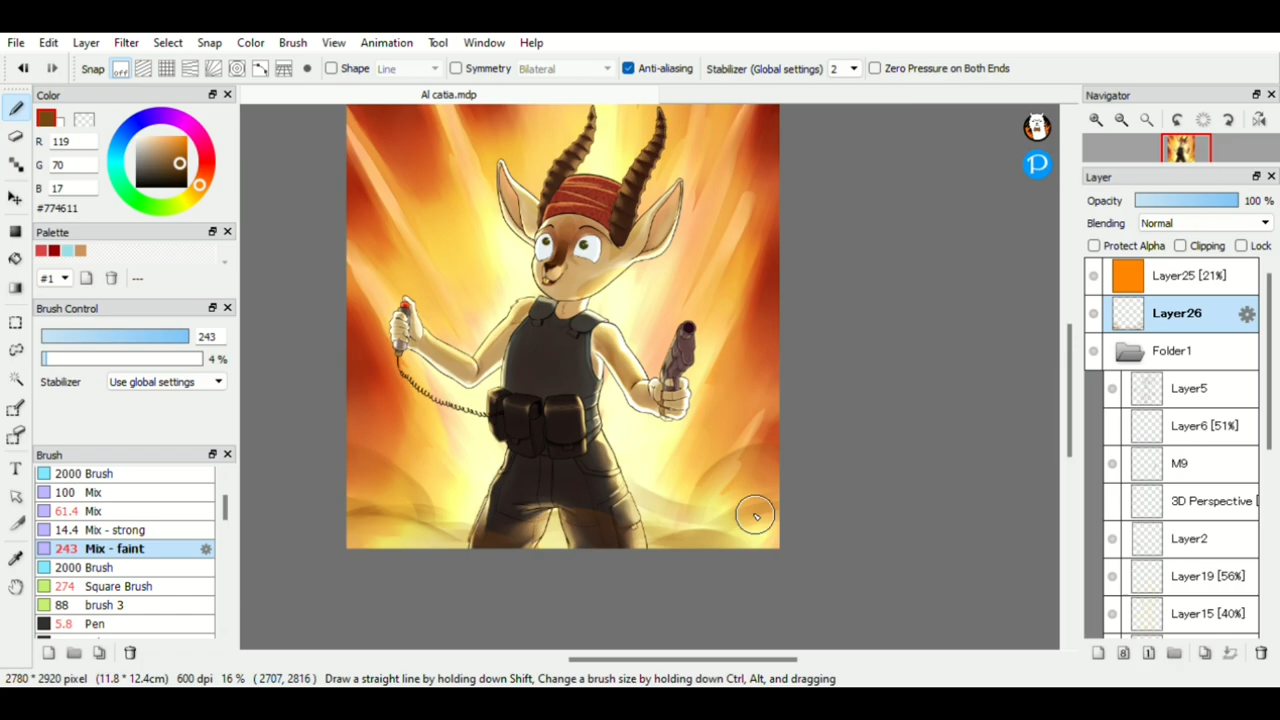 File Edit Layer Filter Select Snap Color Brush View Animation Tool Window Help
Snap off Shape Line Symmetry Bilateral Anti-aliasing Stabilizer (Global settings) 2 Zero Pressure on Both Ends
Color
R 119
G 70
B 17
#774611
Palette
#1 ---
Brush Control
243
4 %
Stabilizer Use global settings
Brush
2000 Brush
100 Mix
61.4 Mix
14.4 Mix - strong
243 Mix - faint
2000 Brush
274 Square Brush
88 brush 3
5.8 Pen
Al catia.mdp
P
Navigator
Layer
Opacity 100 %
Blending Normal
Protect Alpha Clipping Lock
Layer25 [21%]
Layer26
Folder1
Layer5
Layer6 [51%]
M9
3D Perspective [
Layer2
Layer19 [56%]
Layer15 [40%]
2780 * 2920 pixel (11.8 * 12.4cm) 600 dpi 16 % ( 2707, 2816 ) Draw a straight line by holding down Shift, Change a brush size by holding down Ctrl, Alt, and dragging